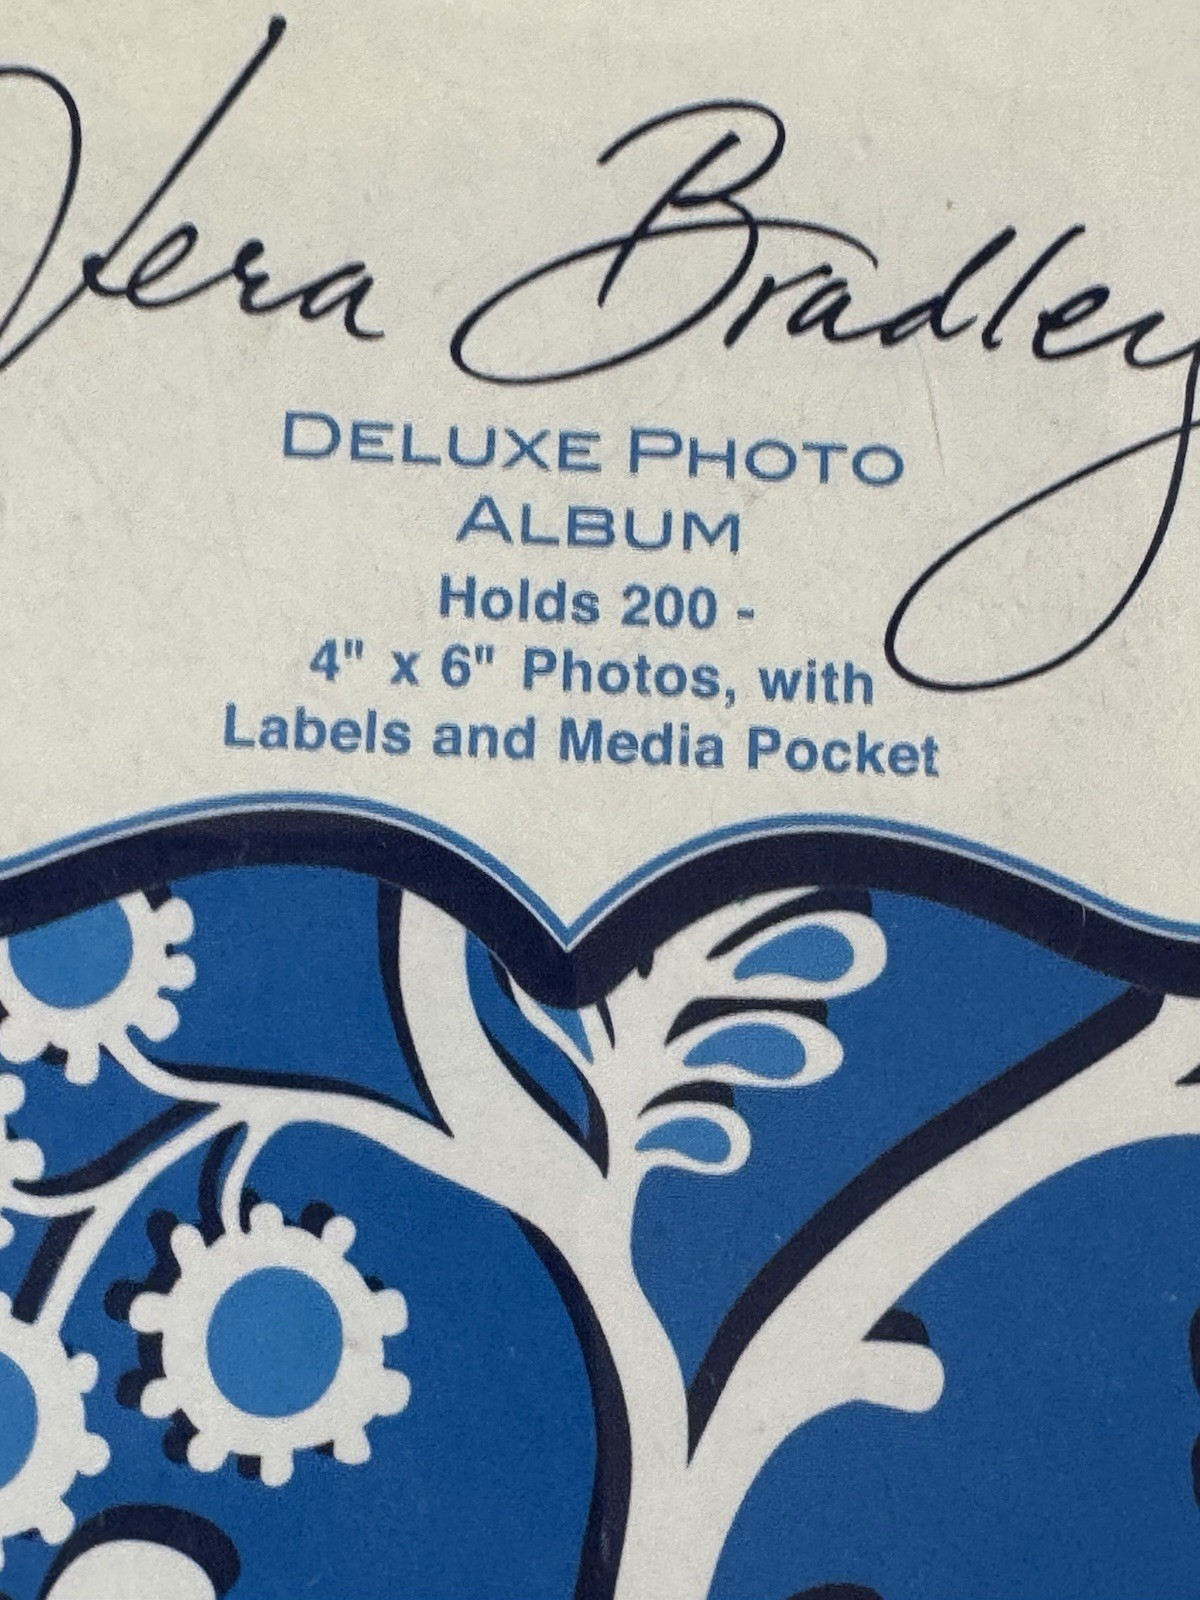 Vera Bradley
DELUXE PHOTO
ALBUM
Holds 200 -
4" x 6" Photos, with
Labels and Media Pocket